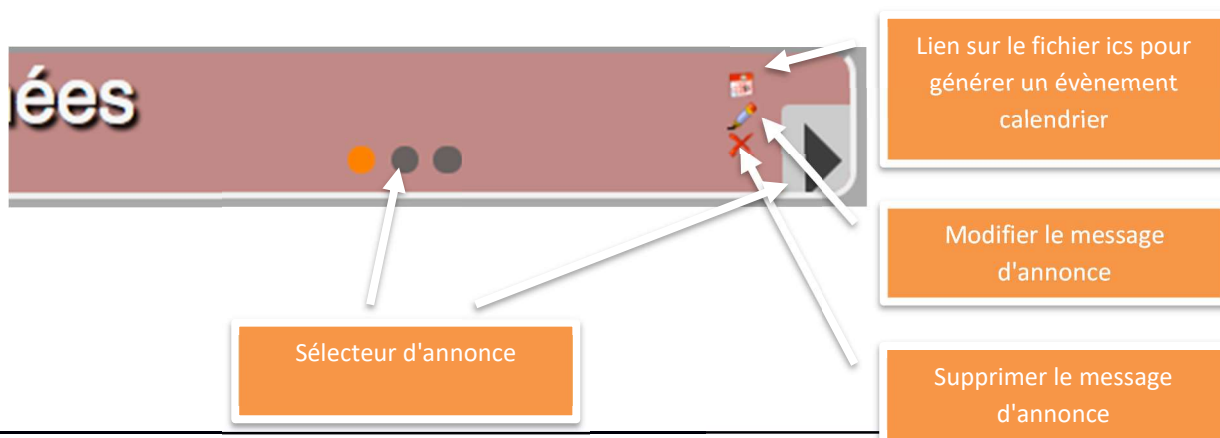 ées
Lien sur le fichier ics pour
générer un évènement
calendrier
Modifier le message
d'annonce
Sélecteur d'annonce
Supprimer le message
d'annonce